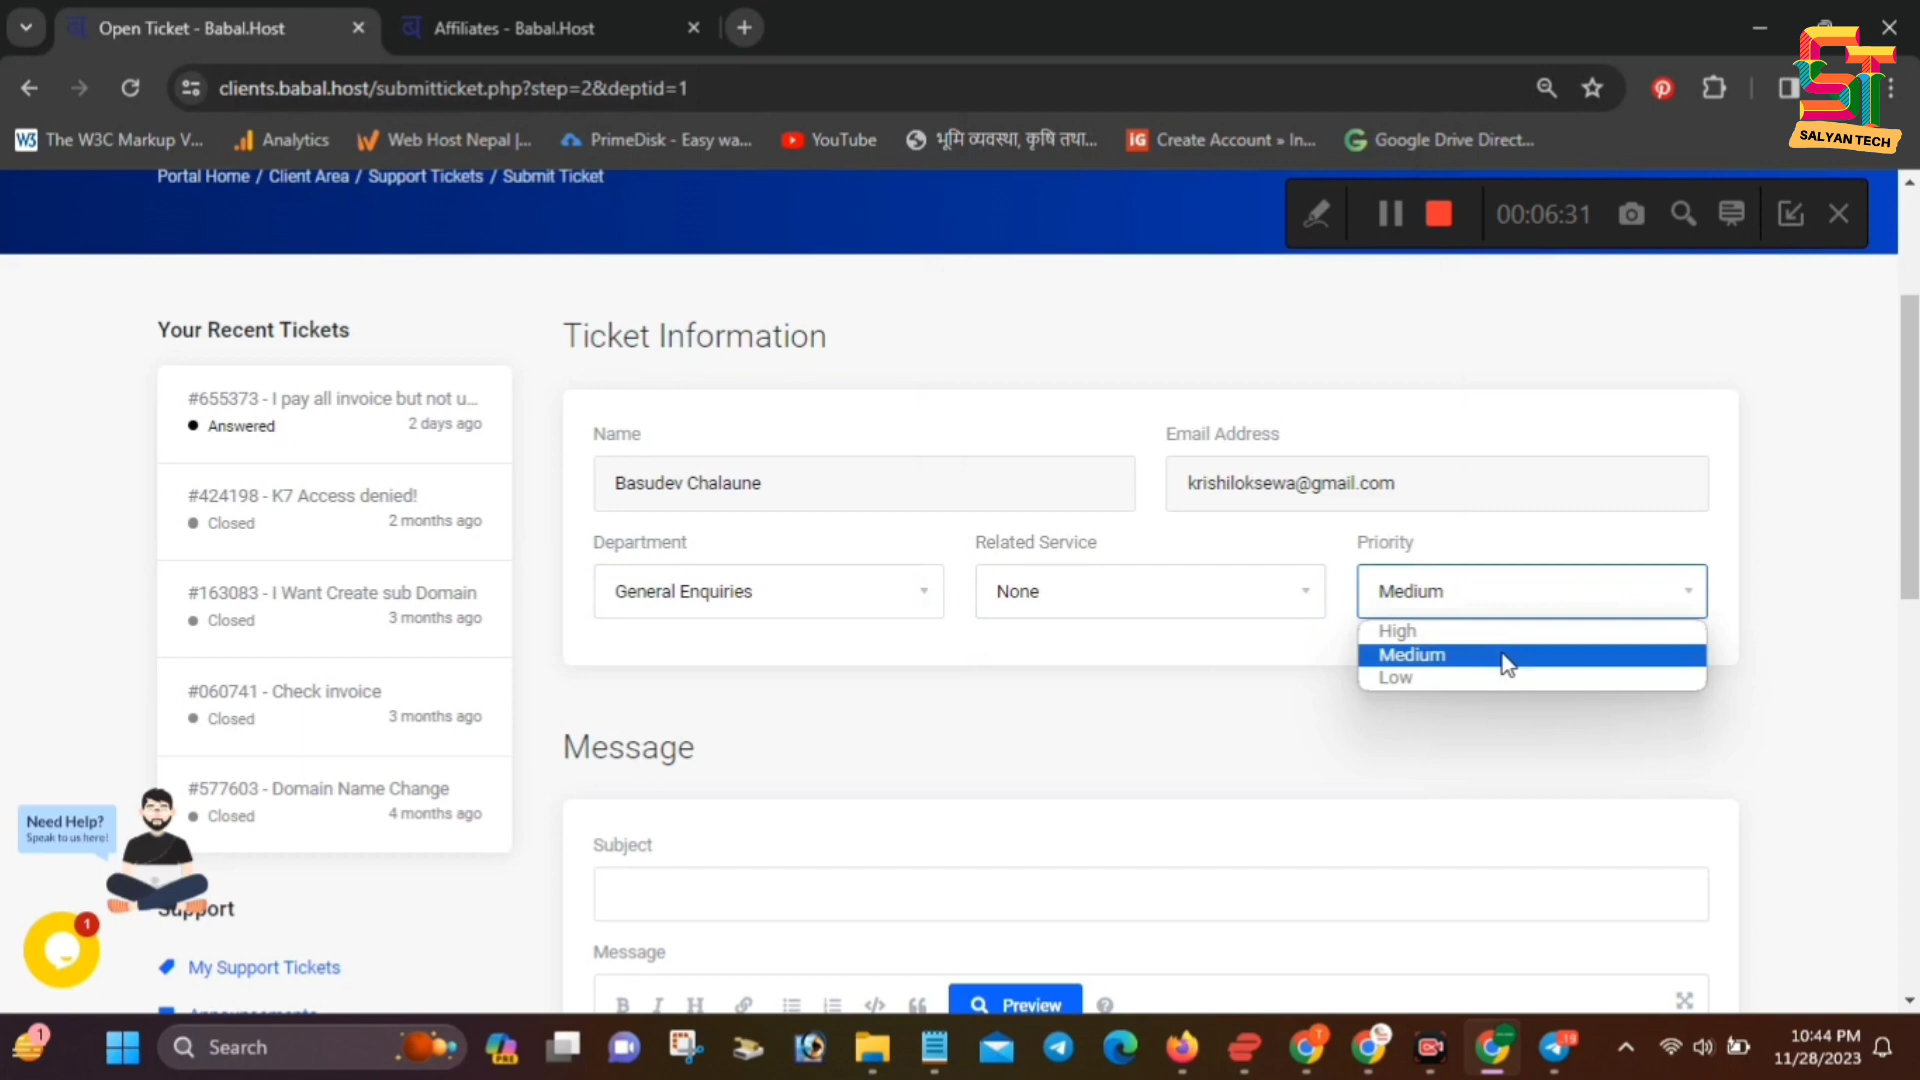 Open Ticket - Babal.Host
Affiliates - Babal.Host
clients.babal.host/submitticket.php?step=2&deptid=1
ST
SALYAN TECH
The W3C Markup V...
Analytics
Web Host Nepal |...
PrimeDisk - Easy wa...
YouTube
भूमि व्यवस्था, कृषि तथा...
Create Account » In...
Google Drive Direct...
Portal Home / Client Area / Support Tickets / Submit Ticket
00:06:31
Your Recent Tickets
#655373 - I pay all invoice but not u...
Answered
2 days ago
#424198 - K7 Access denied!
Closed
2 months ago
#163083 - I Want Create sub Domain
Closed
3 months ago
#060741 - Check invoice
Closed
3 months ago
#577603 - Domain Name Change
Closed
4 months ago
Need Help?
Speak to us here!
Support
1
My Support Tickets
Ticket Information
Name
Basudev Chalaune
Email Address
krishiloksewa@gmail.com
Department
General Enquiries
Related Service
None
Priority
Medium
High
Medium
Low
Message
Subject
Message
B I H
Preview
1
Search
PRE
T
19
10:44 PM
11/28/2023